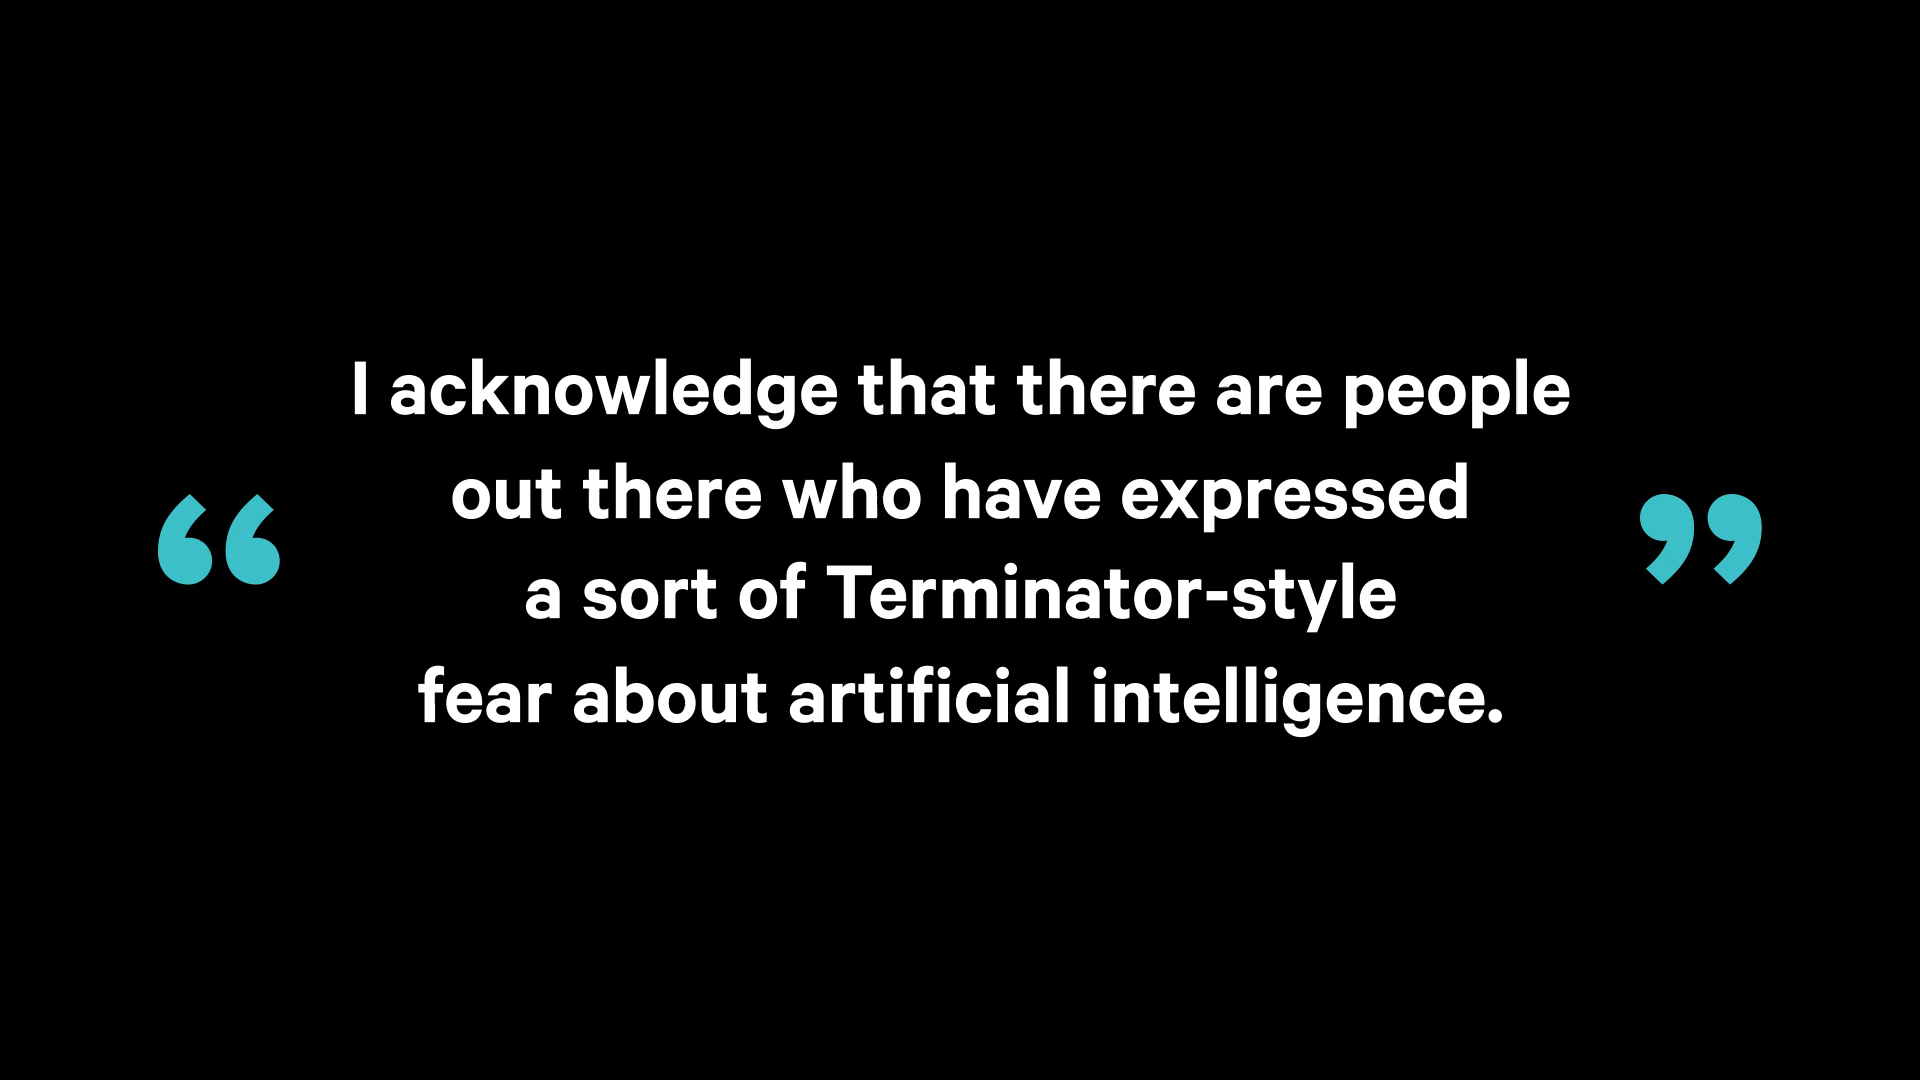 I acknowledge that there are people
out there who have expressed
“ a sort of Terminator-style ”
fear about artificial intelligence.